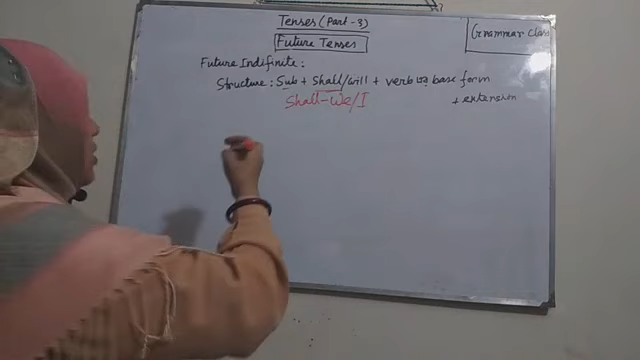 Tenses (Part-3)
Grammar Class
Future Tenses
Future Indefinite:
Structure: Sub + Shall/will + verb এর base form
+ extension
Shall-We/I